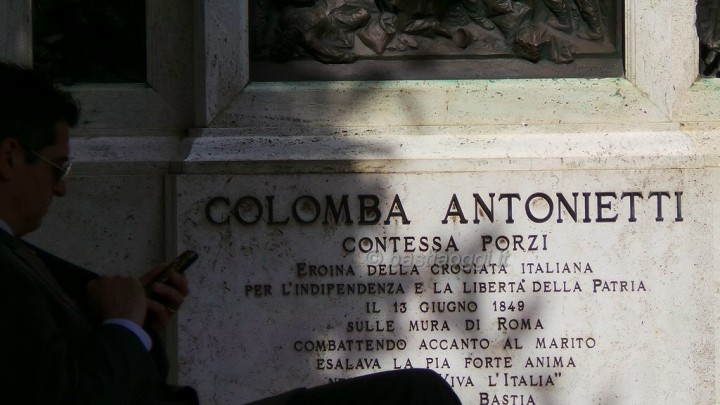 COLOMBA ANTONIETTI
CONTESSA PORZI
EROINA DELLA CROCIATA ITALIANA
PER L'INDIPENDENZA E LA LIBERTÀ DELLA PATRIA
IL 13 GIUGNO 1849
SULLE MURA DI ROMA
COMBATTENDO ACCANTO AL MARITO
ESALAVA LA PIA FORTE ANIMA
VIVA L'ITALIA"
BASTIA